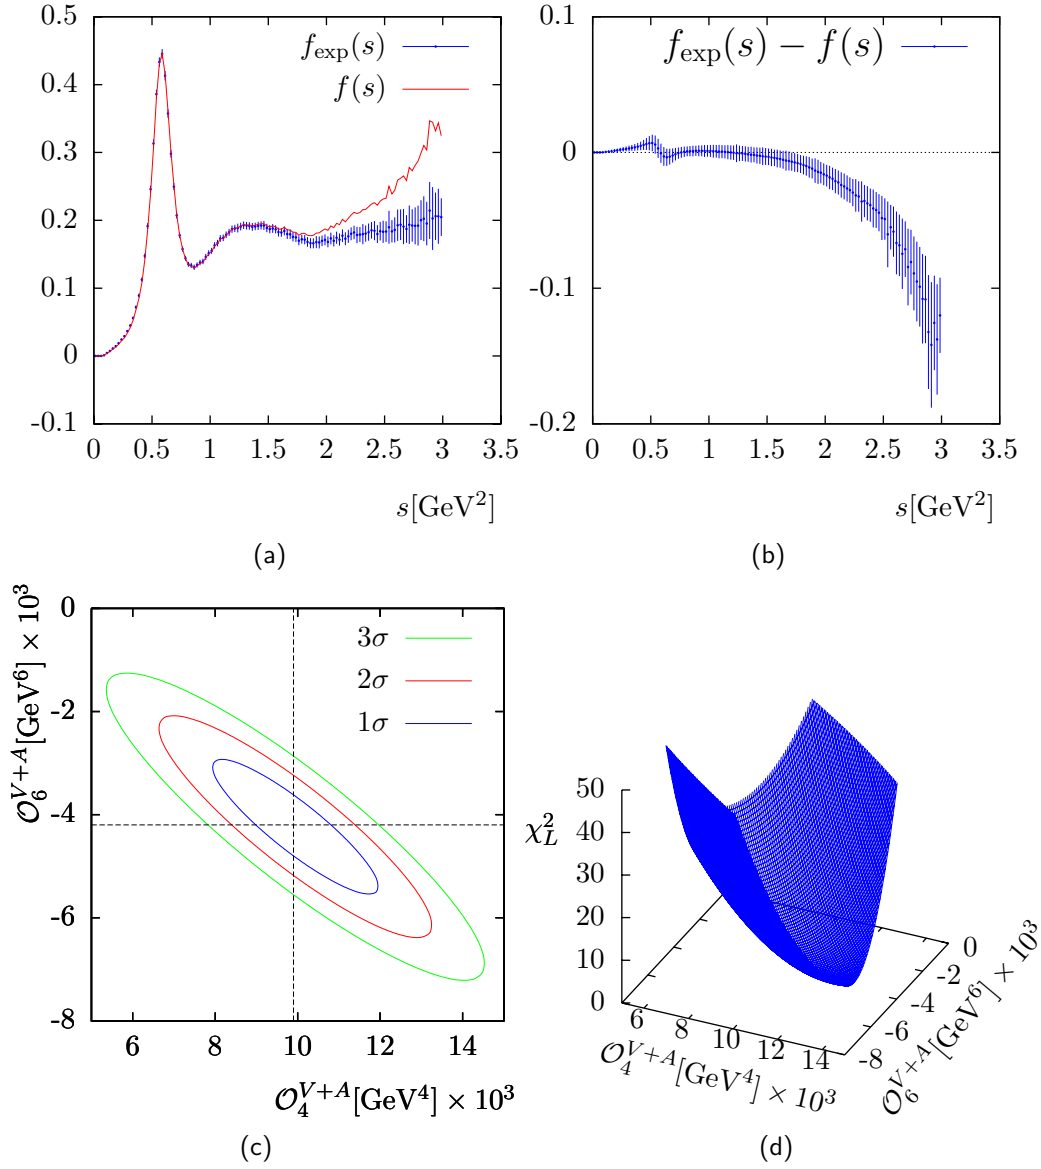 0.5
0.4
0.3
0.2
0.1
0
-0.1
0 0.5 1 1.5 2 2.5 3 3.5
f_exp(s)
f(s)
s[GeV²]
(a)
0.1
0
-0.1
-0.2
0 0.5 1 1.5 2 2.5 3 3.5
f_exp(s) − f(s)
s[GeV²]
(b)
0
-2
-4
-6
-8
6 8 10 12 14
O₆^{V+A}[GeV⁶] × 10³
3σ
2σ
1σ
O₄^{V+A}[GeV⁴] × 10³
(c)
50
40
30
20
10
0
χ²_L
6 8 10 12 14
O₄^{V+A}[GeV⁴] × 10³
0
-2
-4
-6
-8
O₆^{V+A}[GeV⁶] × 10³
(d)